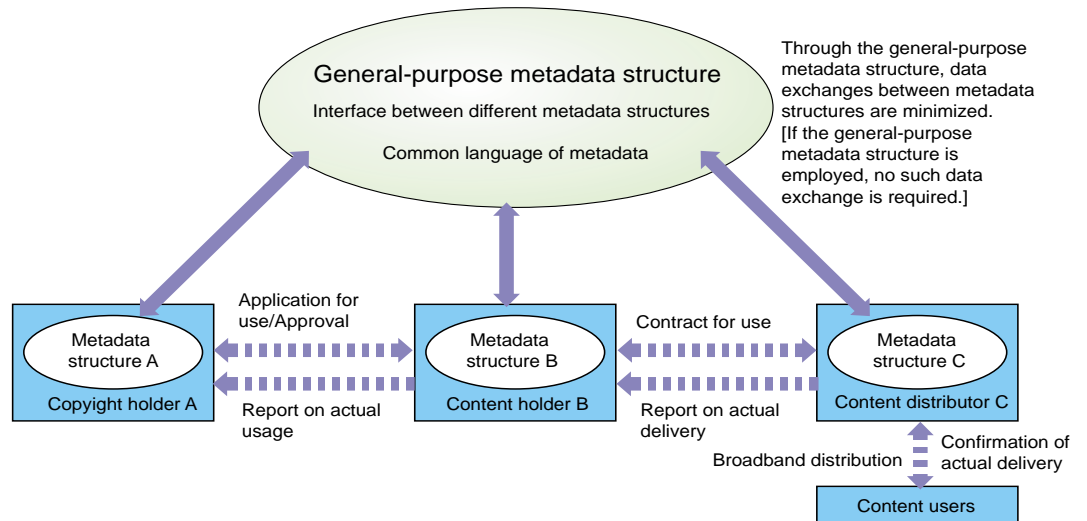 General-purpose metadata structure
Interface between different metadata structures
Common language of metadata
Through the general-purpose
metadata structure, data
exchanges between metadata
structures are minimized.
[If the general-purpose
metadata structure is
employed, no such data
exchange is required.]
Metadata
structure A
Copyight holder A
Application for
use/Approval
Report on actual
usage
Metadata
structure B
Content holder B
Contract for use
Report on actual
delivery
Metadata
structure C
Content distributor C
Broadband distribution
Confirmation of
actual delivery
Content users